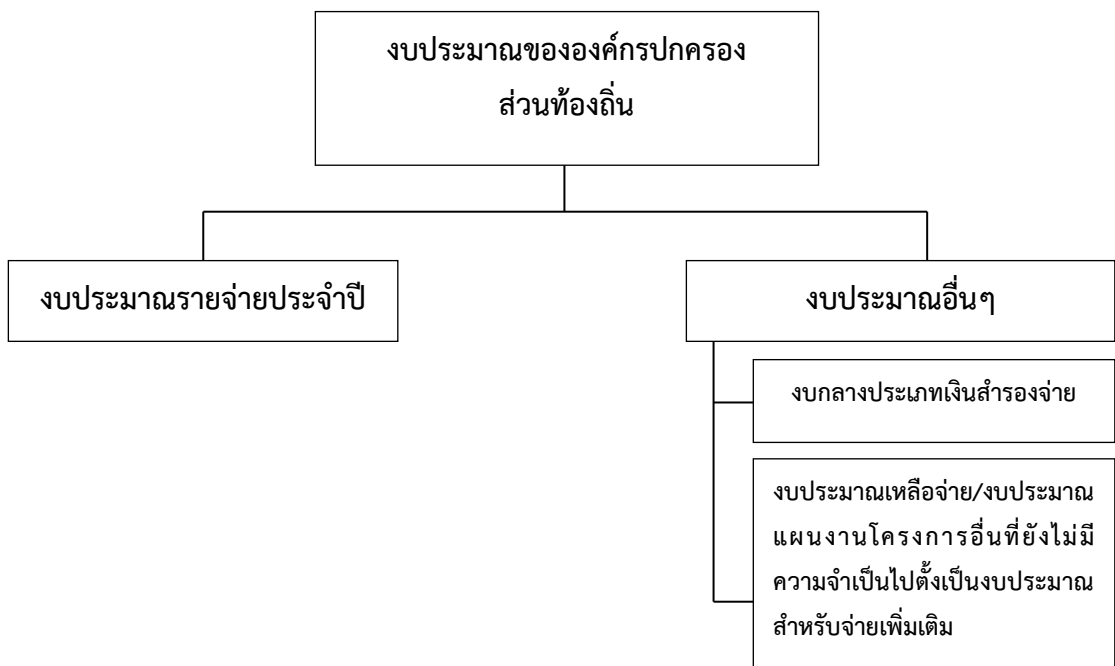 งบประมาณขององค์กรปกครอง
ส่วนท้องถิ่น
งบประมาณรายจ่ายประจำปี
งบประมาณอื่นๆ
งบกลางประเภทเงินสำรองจ่าย
งบประมาณเหลือจ่าย/งบประมาณ
แผนงานโครงการอื่นที่ยังไม่มี
ความจำเป็นไปตั้งเป็นงบประมาณ
สำหรับจ่ายเพิ่มเติม